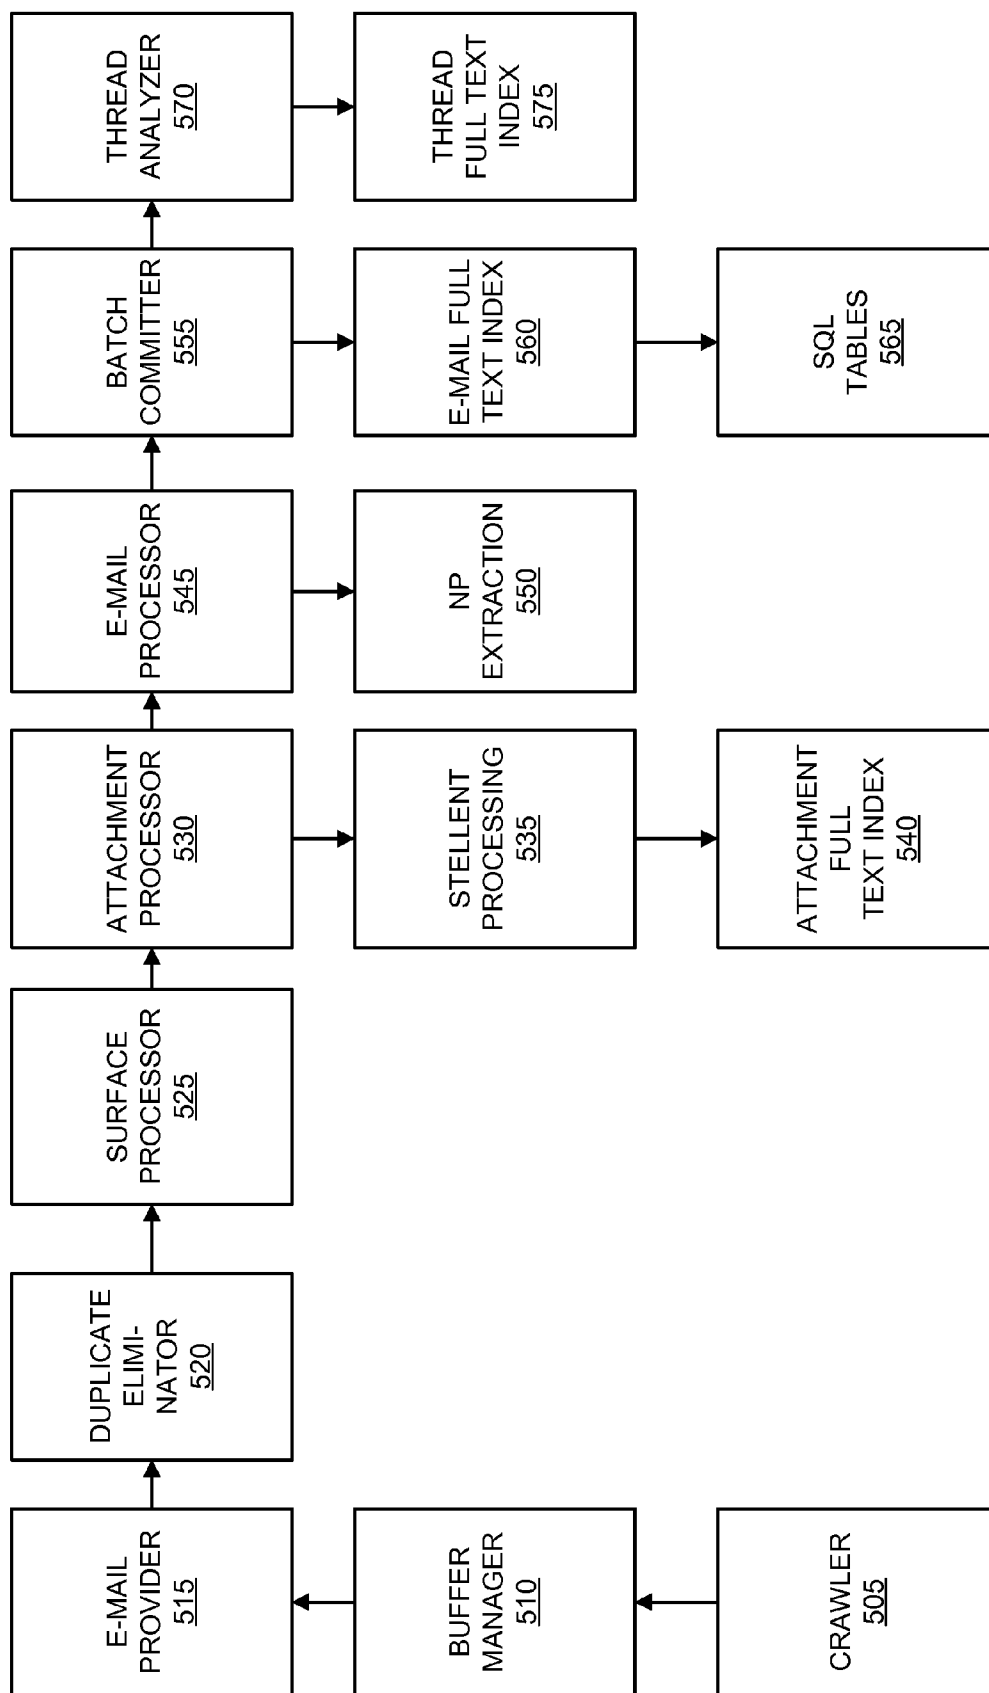 E-MAIL
PROVIDER
515
DUPLICATE
ELIMI-
NATOR
520
SURFACE
PROCESSOR
525
ATTACHMENT
PROCESSOR
530
E-MAIL
PROCESSOR
545
BATCH
COMMITTER
555
THREAD
ANALYZER
570
BUFFER
MANAGER
510
STELLENT
PROCESSING
535
NP
EXTRACTION
550
E-MAIL FULL
TEXT INDEX
560
THREAD
FULL TEXT
INDEX
575
CRAWLER
505
ATTACHMENT
FULL
TEXT INDEX
540
SQL
TABLES
565